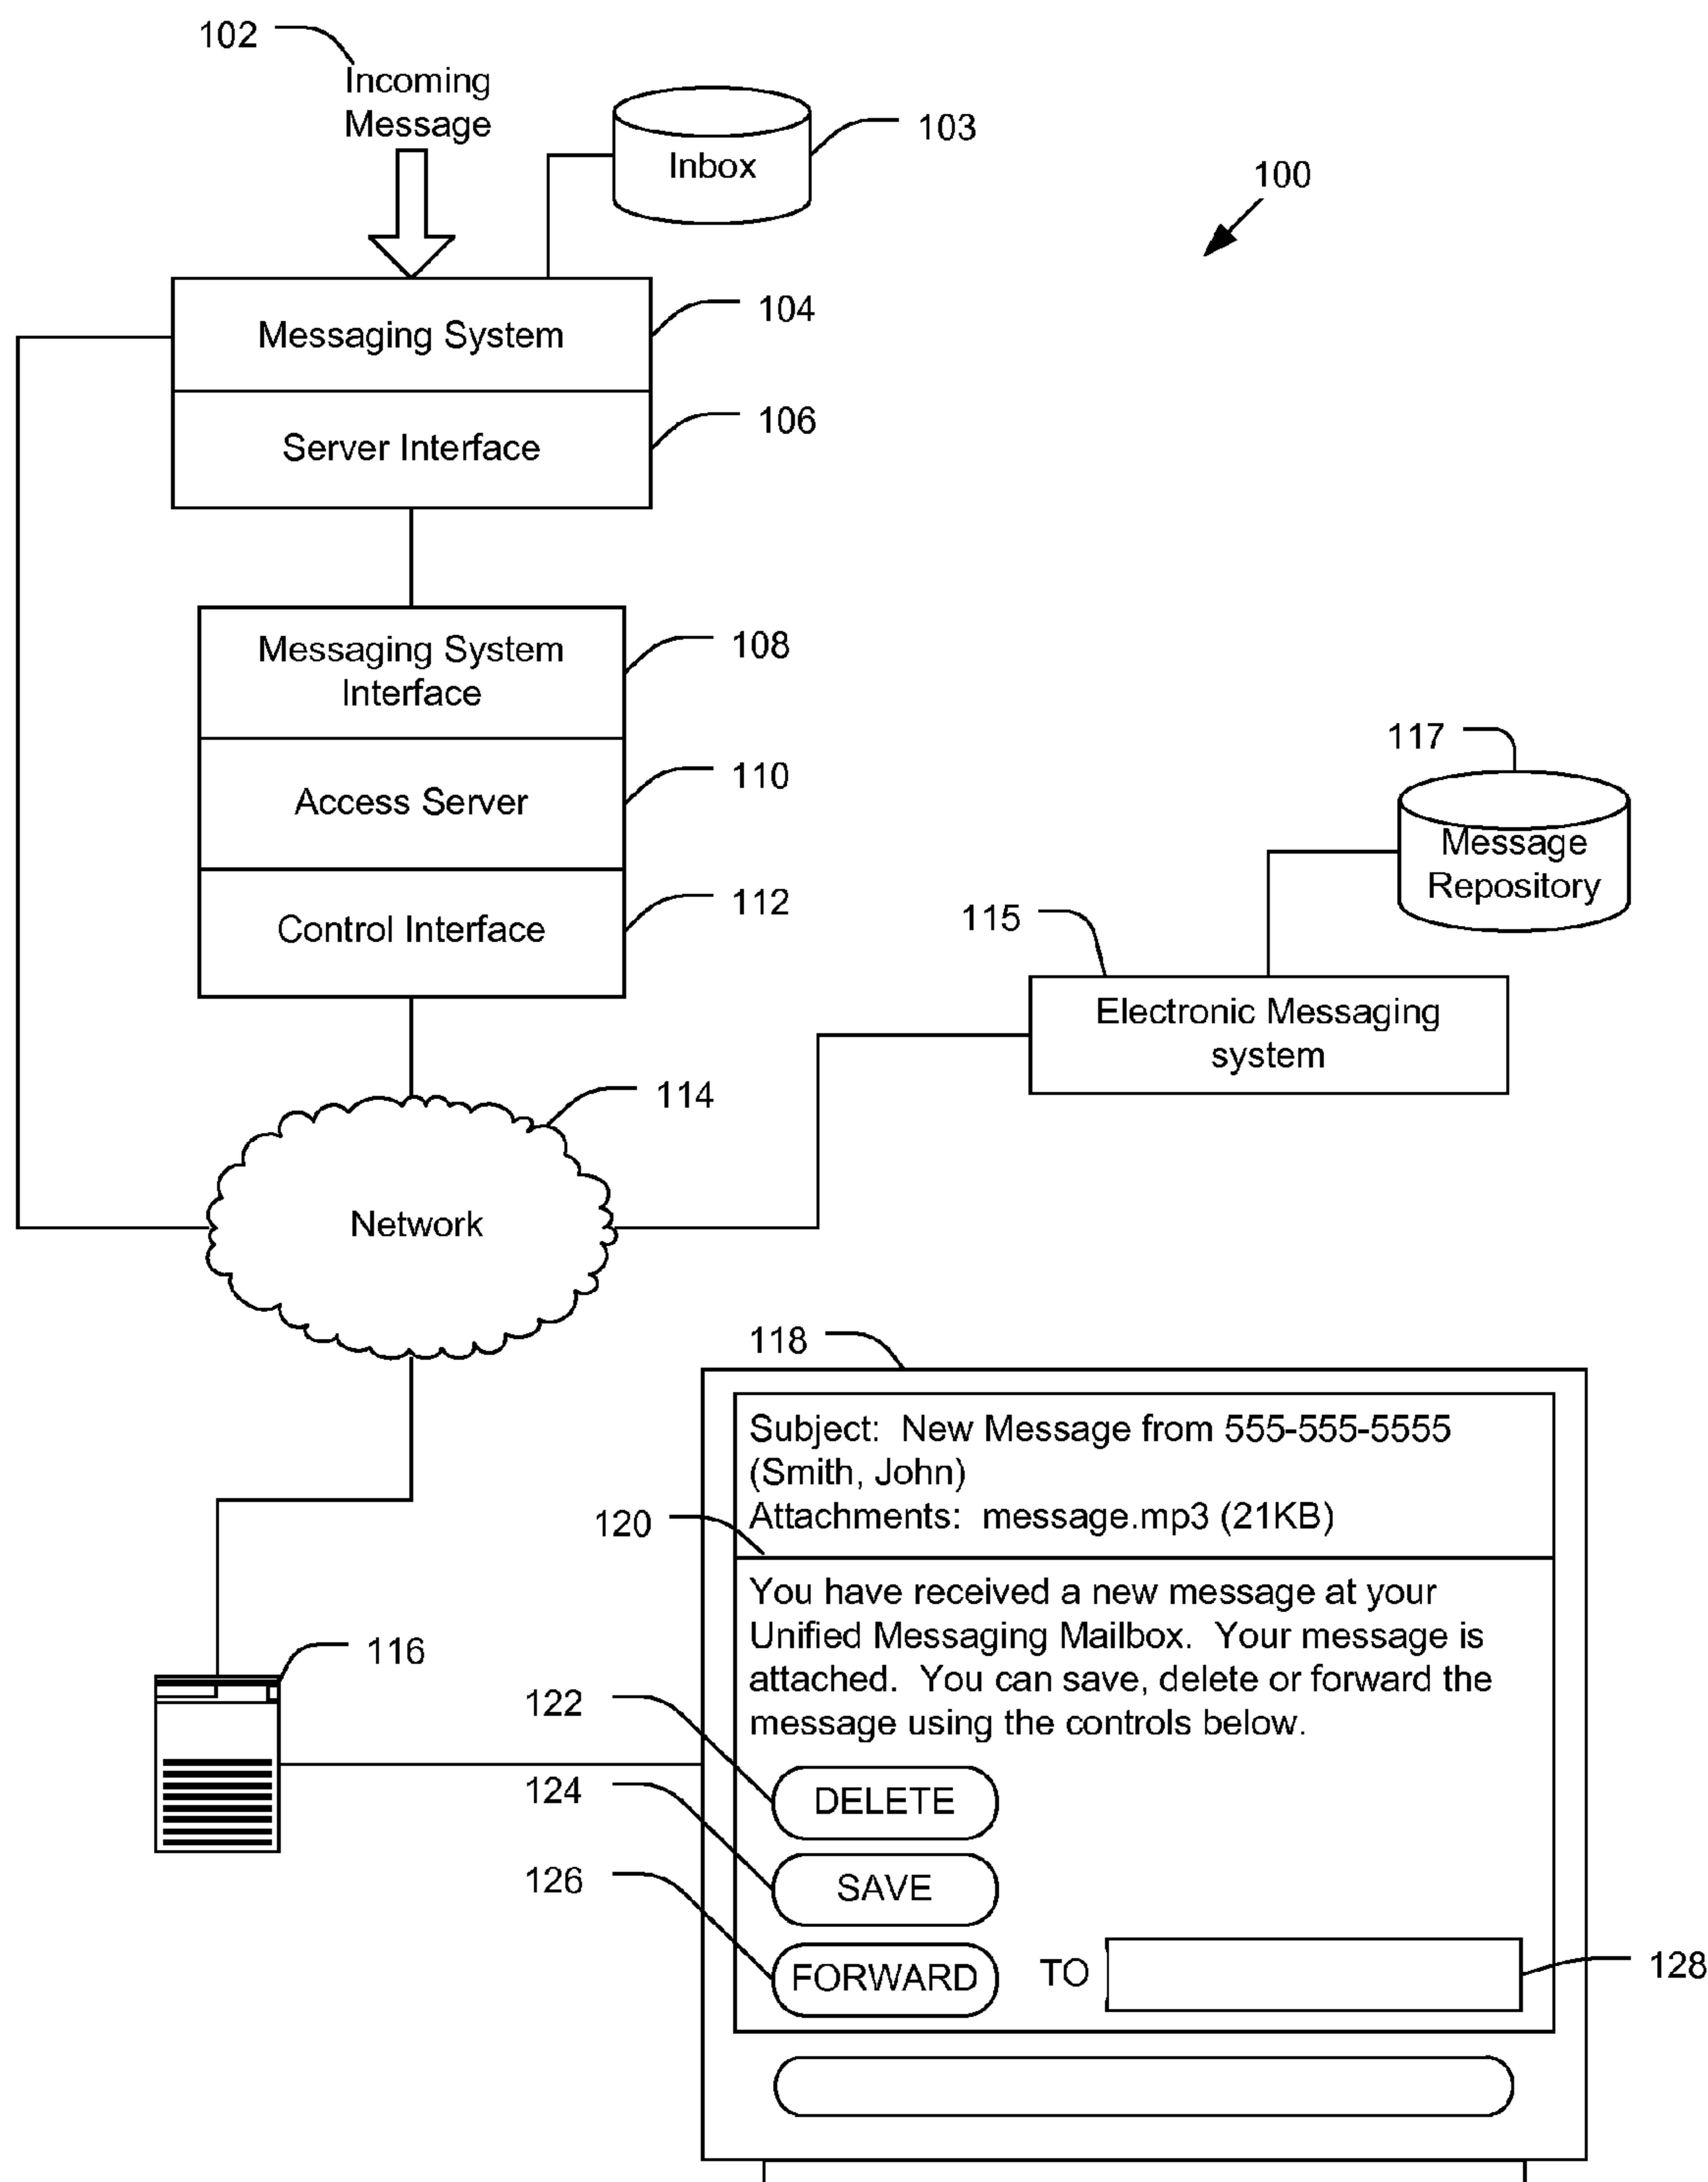 102
Incoming
Message
Inbox
103
100
Messaging System
104
Server Interface
106
Messaging System
Interface
108
Access Server
110
Control Interface
112
117
Message
Repository
115
Electronic Messaging
system
114
Network
118
Subject: New Message from 555-555-5555
(Smith, John)
Attachments: message.mp3 (21KB)
120
You have received a new message at your
Unified Messaging Mailbox. Your message is
attached. You can save, delete or forward the
message using the controls below.
116
122
DELETE
124
SAVE
126
FORWARD
TO
128